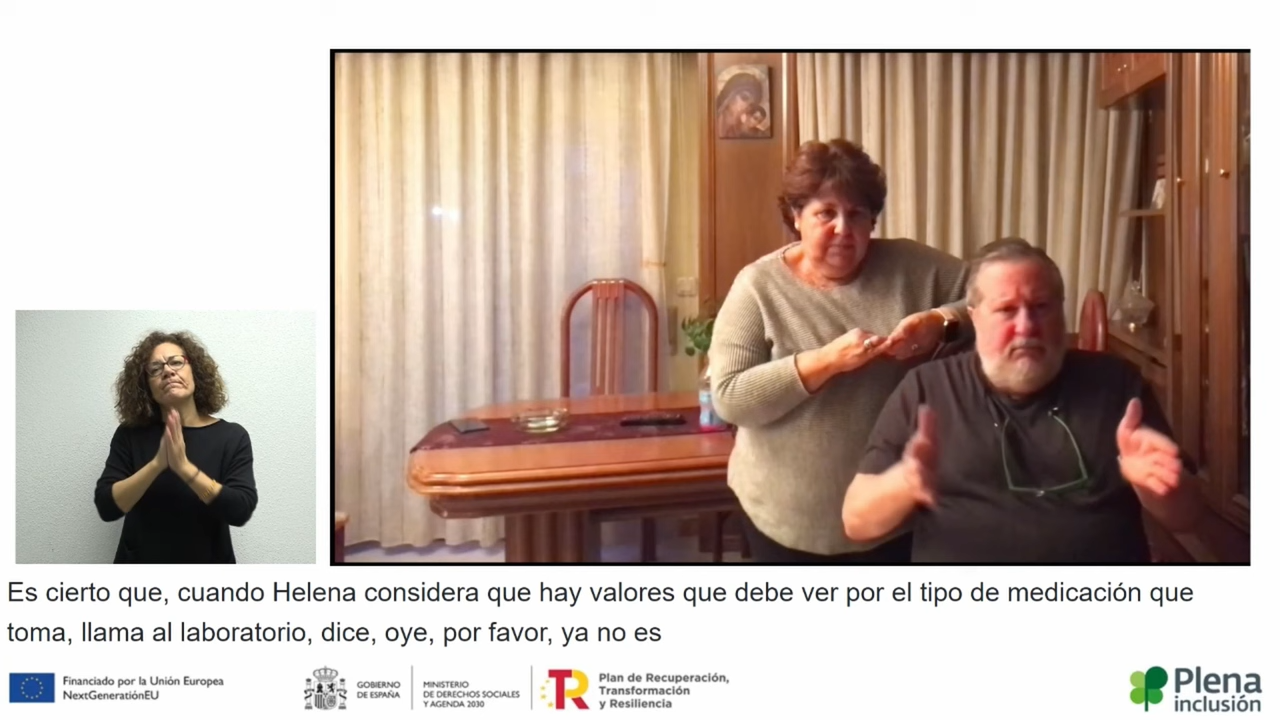 Es cierto que, cuando Helena considera que hay valores que debe ver por el tipo de medicación que
toma, llama al laboratorio, dice, oye, por favor, ya no es
Financiado por la Unión Europea
NextGenerationEU
GOBIERNO
DE ESPAÑA
MINISTERIO
DE DERECHOS SOCIALES
Y AGENDA 2030
TR
Plan de Recuperación,
Transformación
y Resiliencia
Plena
inclusión